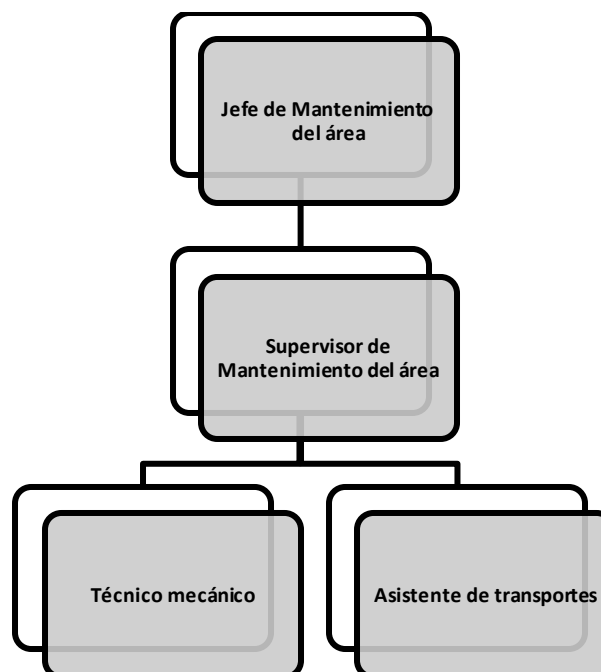 Jefe de Mantenimiento
del área
Supervisor de
Mantenimiento del área
Técnico mecánico
Asistente de transportes